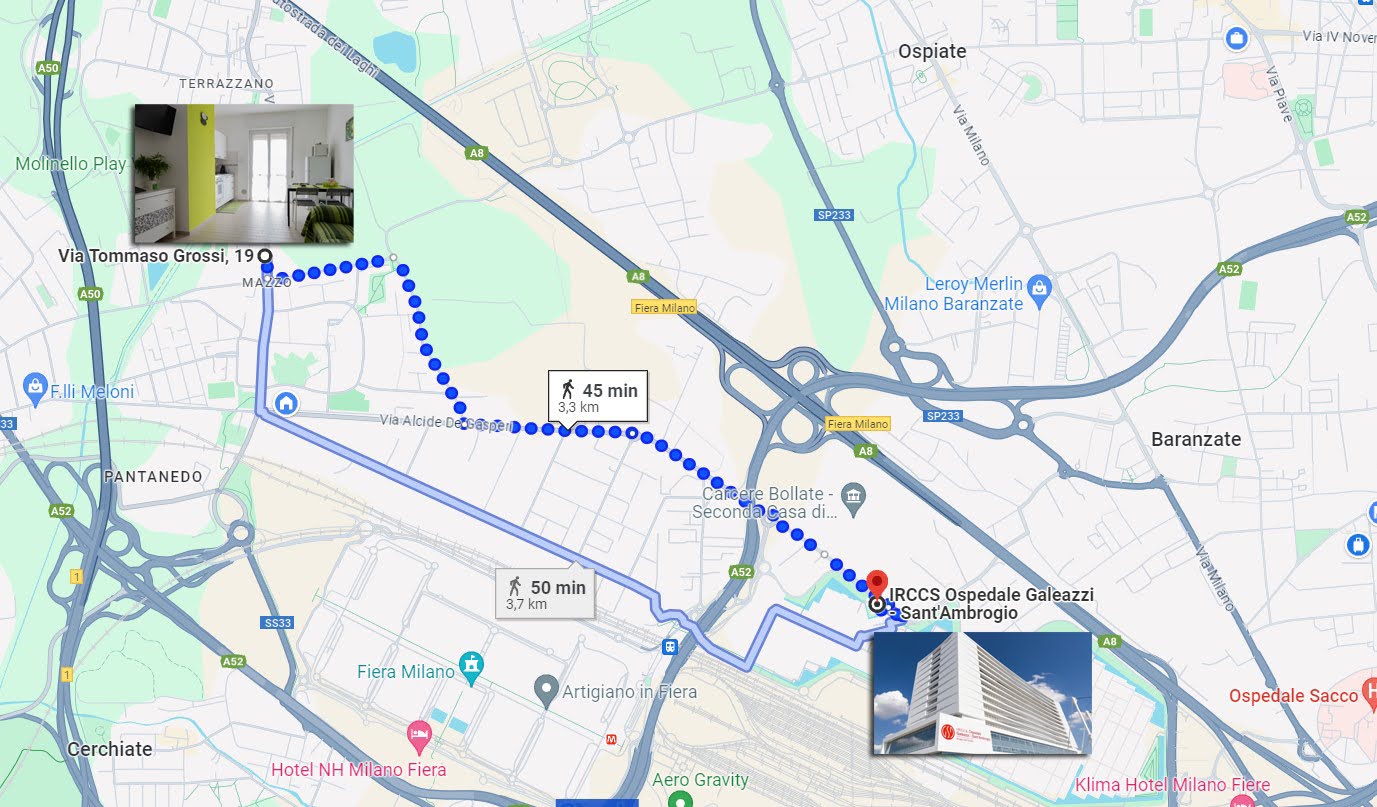 Autostrada dei Laghi
A50
TERRAZZANO
Ospiate
Via IV Nover
Via Piave
Via Milano
Molinello Play
A8
SP233
A52
Via Tommaso Grossi, 19
MAZZO
A8
A52
Fiera Milano
Leroy Merlin
Milano Baranzate
A50
F.lli Meloni
45 min
3,3 km
Via Alcide De Gasperi
SP233
Fiera Milano
A8
Baranzate
33
PANTANEDO
Carcere Bollate -
Seconda Casa di...
A52
1
50 min
3,7 km
A52
IRCCS Ospedale Galeazzi
- Sant'Ambrogio
Via Milano
SS33
A8
A52
1
Fiera Milano
Artigiano in Fiera
Ospedale Sacco
H
M
Cerchiate
Hotel NH Milano Fiera
Aero Gravity
Klima Hotel Milano Fiere